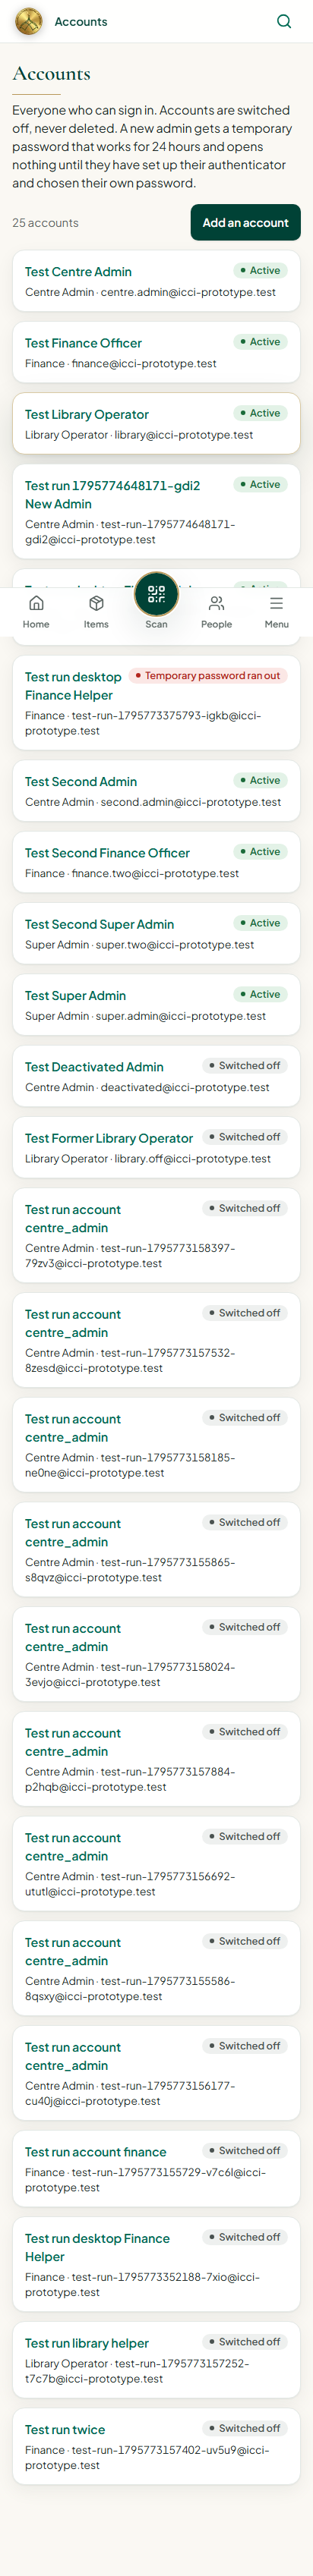 Accounts
Accounts
Everyone who can sign in. Accounts are switched
off, never deleted. A new admin gets a temporary
password that works for 24 hours and opens
nothing until they have set up their authenticator
and chosen their own password.
25 accounts
Add an account
Test Centre Admin
Active
Centre Admin · centre.admin@icci-prototype.test
Test Finance Officer
Active
Finance · finance@icci-prototype.test
Test Library Operator
Active
Library Operator · library@icci-prototype.test
Test run 1795774648171-gdi2
New Admin
Active
Centre Admin · test-run-1795774648171-
gdi2@icci-prototype.test
Home
Items
Scan
People
Menu
Test run desktop
Finance Helper
Temporary password ran out
Finance · test-run-1795773375793-igkb@icci-
prototype.test
Test Second Admin
Active
Centre Admin · second.admin@icci-prototype.test
Test Second Finance Officer
Active
Finance · finance.two@icci-prototype.test
Test Second Super Admin
Active
Super Admin · super.two@icci-prototype.test
Test Super Admin
Active
Super Admin · super.admin@icci-prototype.test
Test Deactivated Admin
Switched off
Centre Admin · deactivated@icci-prototype.test
Test Former Library Operator
Switched off
Library Operator · library.off@icci-prototype.test
Test run account
centre_admin
Switched off
Centre Admin · test-run-1795773158397-
79zv3@icci-prototype.test
Test run account
centre_admin
Switched off
Centre Admin · test-run-1795773157532-
8zesd@icci-prototype.test
Test run account
centre_admin
Switched off
Centre Admin · test-run-1795773158185-
ne0ne@icci-prototype.test
Test run account
centre_admin
Switched off
Centre Admin · test-run-1795773155865-
s8qvz@icci-prototype.test
Test run account
centre_admin
Switched off
Centre Admin · test-run-1795773158024-
3evjo@icci-prototype.test
Test run account
centre_admin
Switched off
Centre Admin · test-run-1795773157884-
p2hqb@icci-prototype.test
Test run account
centre_admin
Switched off
Centre Admin · test-run-1795773156692-
ututl@icci-prototype.test
Test run account
centre_admin
Switched off
Centre Admin · test-run-1795773155586-
8qsxy@icci-prototype.test
Test run account
centre_admin
Switched off
Centre Admin · test-run-1795773156177-
cu40j@icci-prototype.test
Test run account finance
Switched off
Finance · test-run-1795773155729-v7c6l@icci-
prototype.test
Test run desktop Finance
Helper
Switched off
Finance · test-run-1795773352188-7xio@icci-
prototype.test
Test run library helper
Switched off
Library Operator · test-run-1795773157252-
t7c7b@icci-prototype.test
Test run twice
Switched off
Finance · test-run-1795773157402-uv5u9@icci-
prototype.test